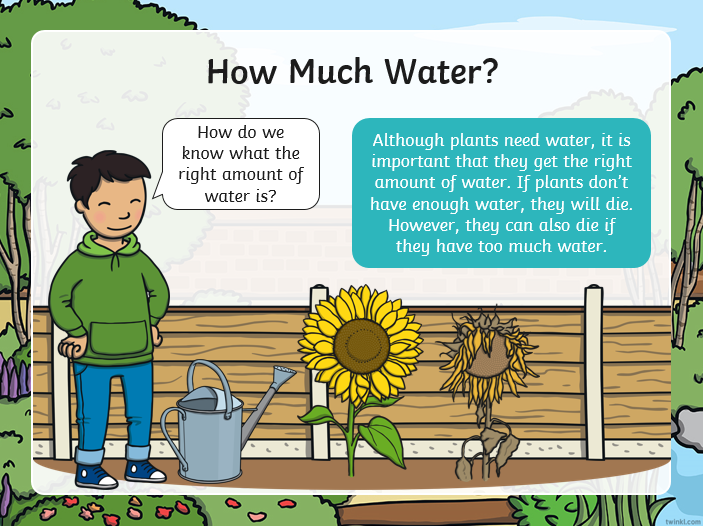 How Much Water?
How do we
know what the
right amount of
water is?
Although plants need water, it is
important that they get the right
amount of water. If plants don’t
have enough water, they will die.
However, they can also die if
they have too much water.
twinkl.com